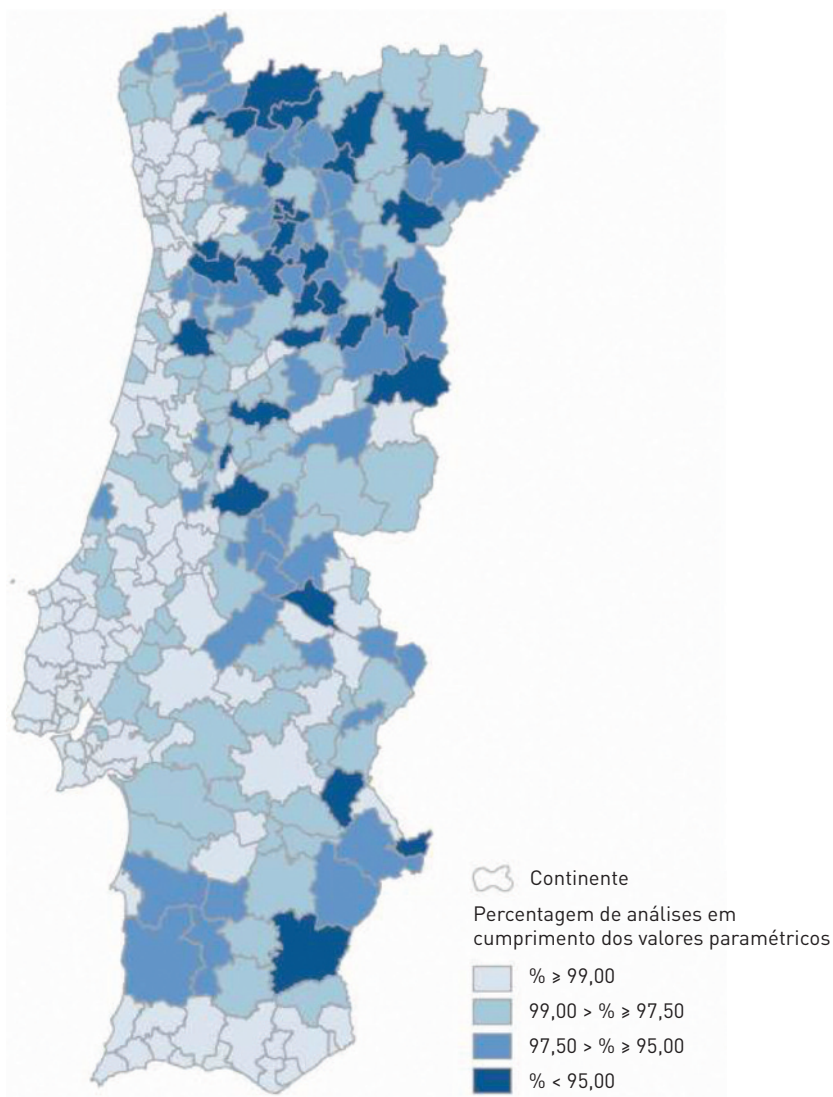 Continente
Percentagem de análises em
cumprimento dos valores paramétricos
% ⩾ 99,00
99,00 > % ⩾ 97,50
97,50 > % ⩾ 95,00
% < 95,00